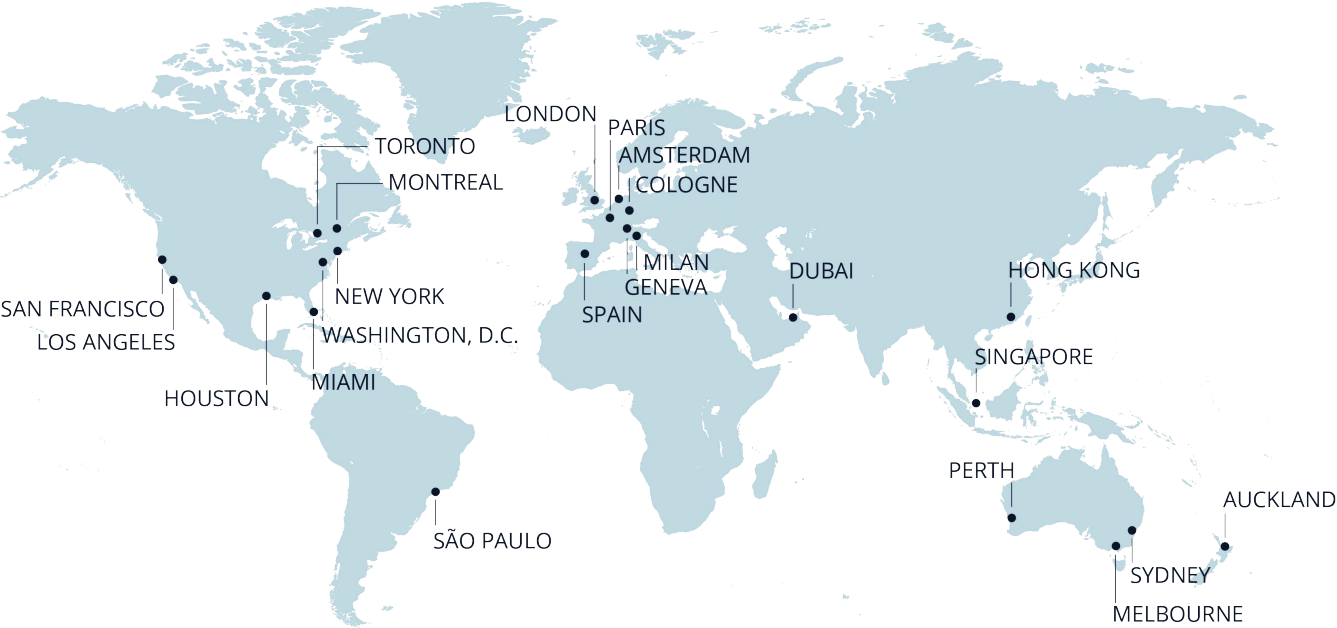 LONDON
PARIS
TORONTO
AMSTERDAM
MONTREAL
COLOGNE
MILAN
DUBAI
HONG KONG
GENEVA
NEW YORK
SAN FRANCISCO
SPAIN
WASHINGTON, D.C.
LOS ANGELES
SINGAPORE
MIAMI
HOUSTON
PERTH
AUCKLAND
SÃO PAULO
SYDNEY
MELBOURNE